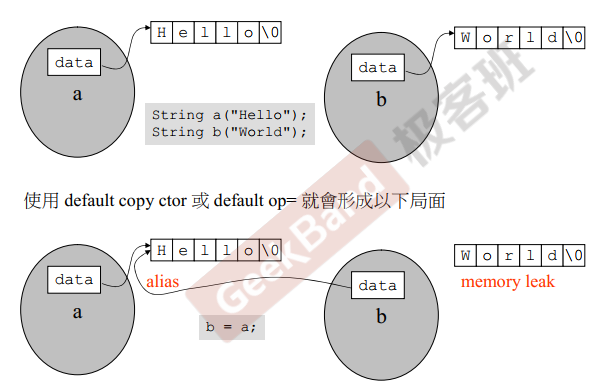 H e l l o \0
W o r l d \0
data
data
a
b
String a("Hello");
String b("World");
使用 default copy ctor 或 default op= 就會形成以下局面
H e l l o \0
W o r l d \0
data
alias
data
memory leak
a
b
b = a;
GeekBand 极客班